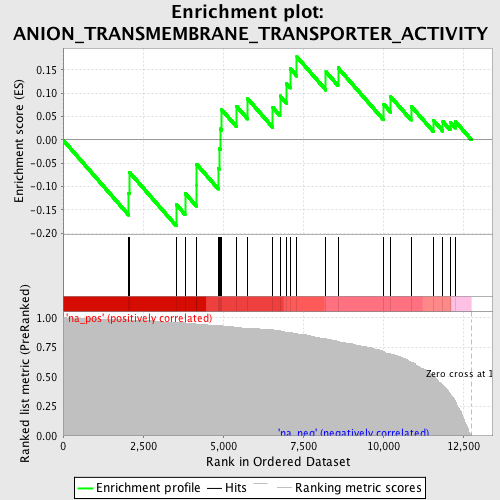 Enrichment plot:
ANION_TRANSMEMBRANE_TRANSPORTER_ACTIVITY
Enrichment score (ES)
0.15
0.10
0.05
0.00
-0.05
-0.10
-0.15
-0.20
'na_pos' (positively correlated)
Ranked list metric (PreRanked)
1.00
0.75
0.50
0.25
0.00
Zero cross at 1
'na_neg' (negatively correlated)
0
2,500
5,000
7,500
10,000
12,500
Rank in Ordered Dataset
Enrichment profile
Hits
Ranking metric scores